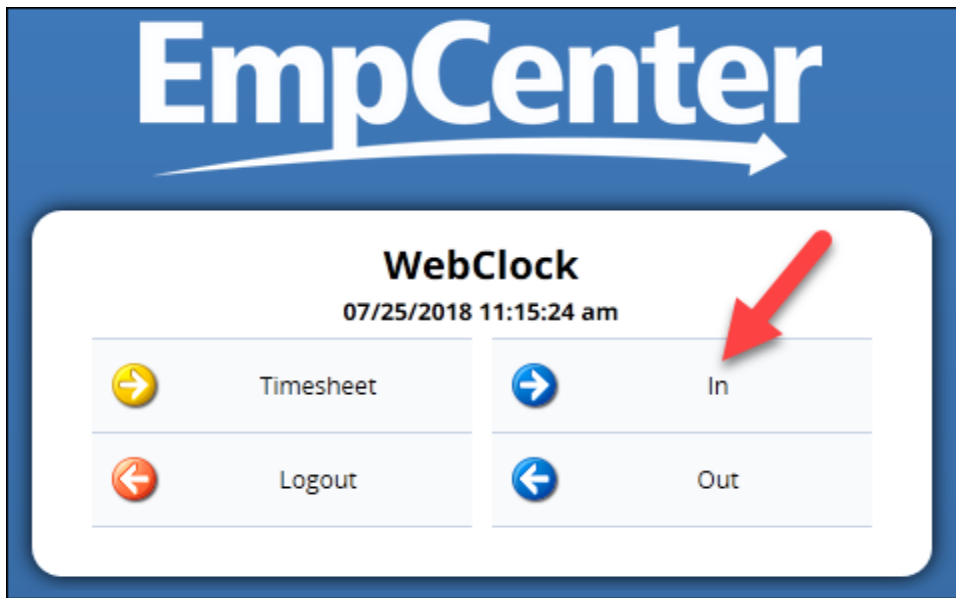 EmpCenter
WebClock
07/25/2018 11:15:24 am
Timesheet
In
Logout
Out